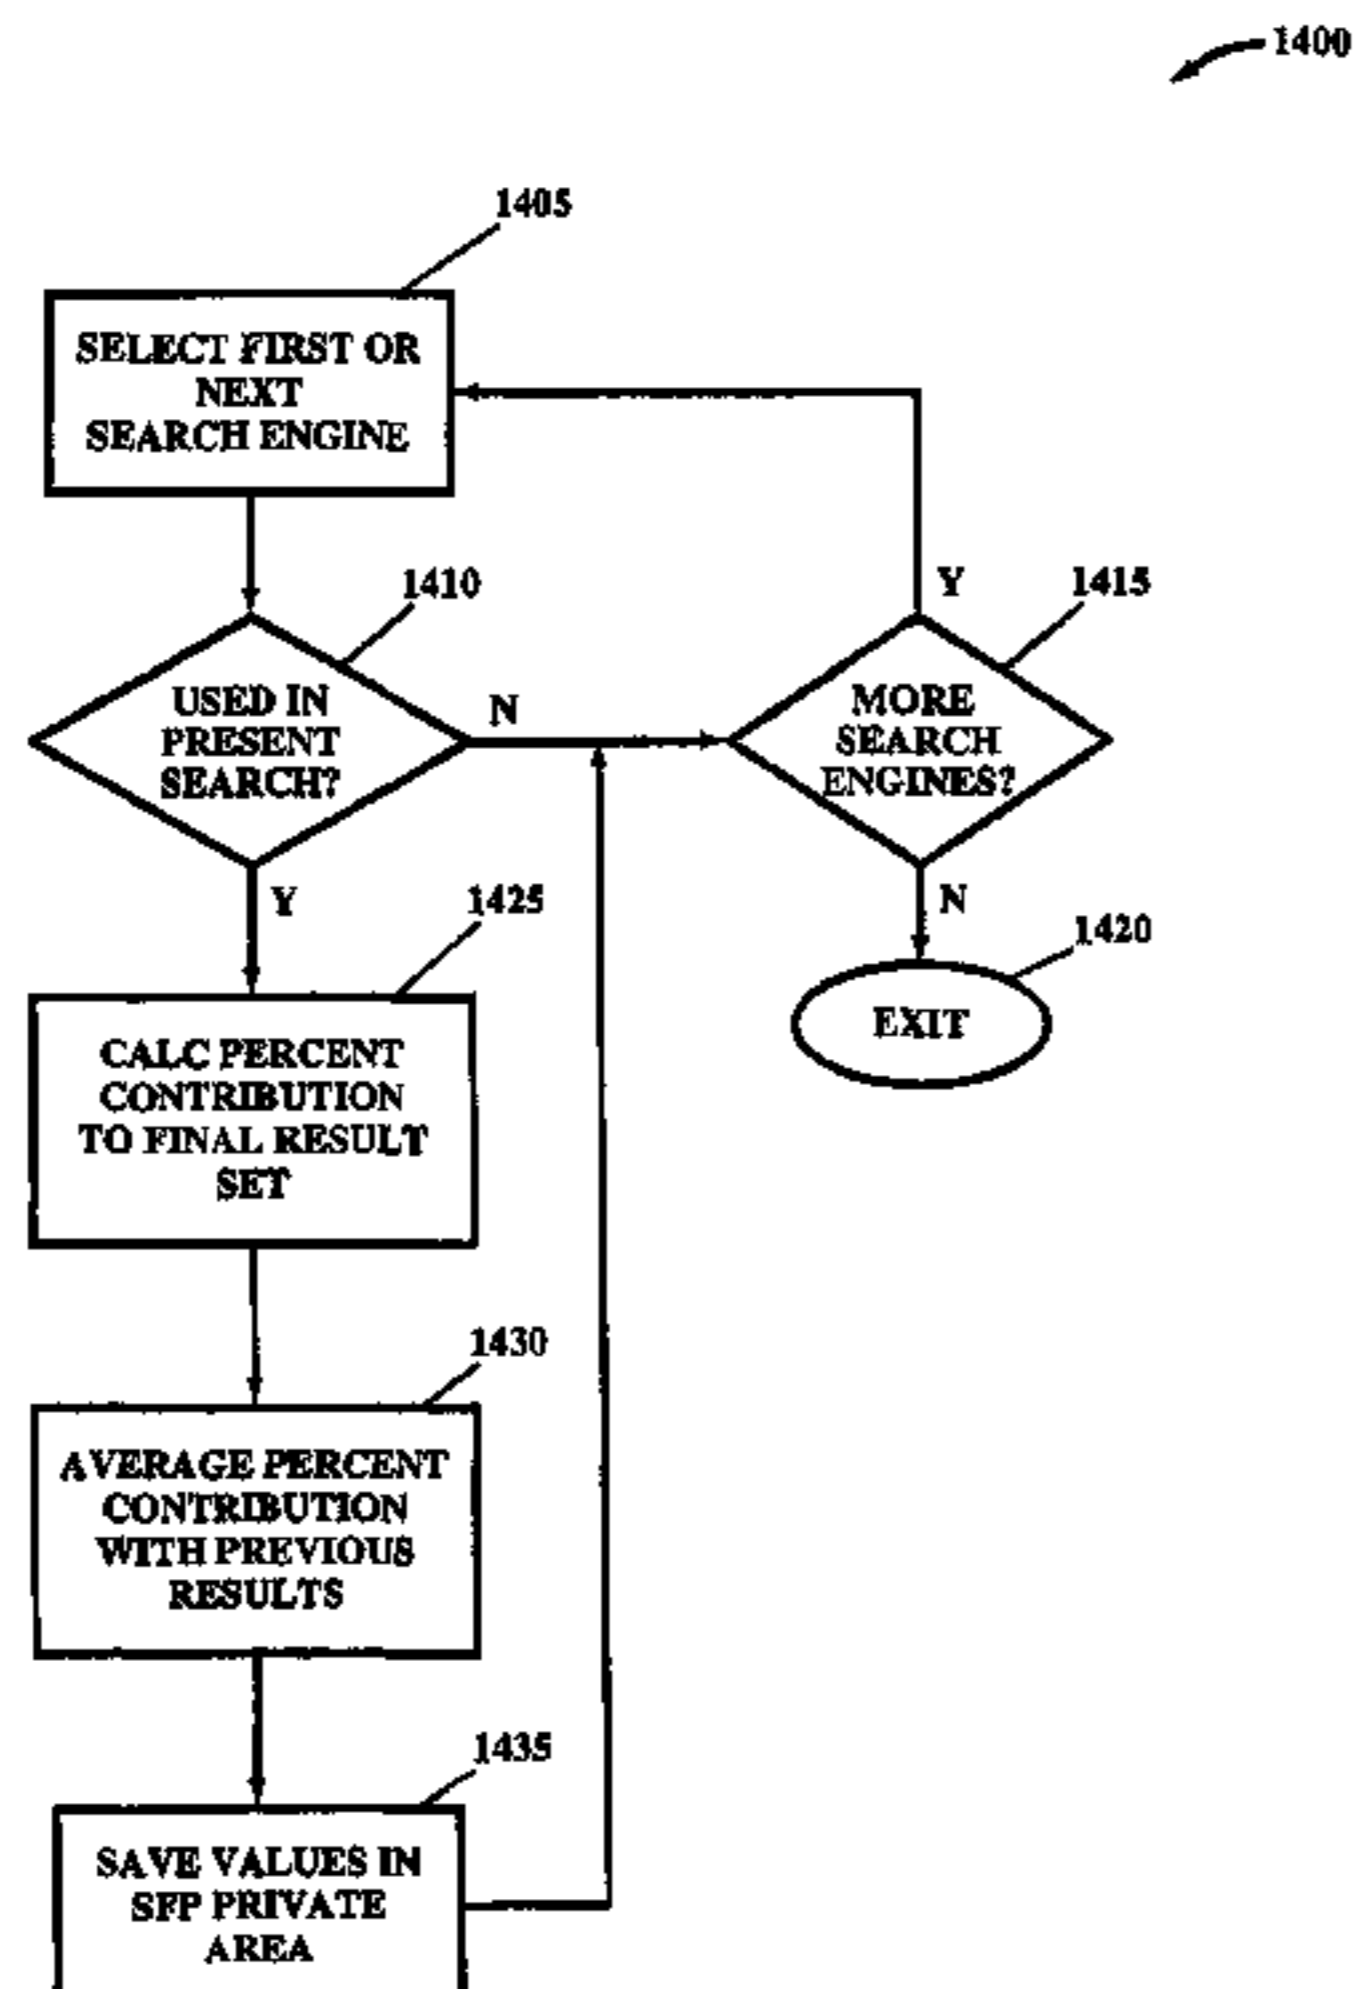 1400
1405
SELECT FIRST OR
NEXT
SEARCH ENGINE
1410
USED IN
PRESENT
SEARCH?
N
Y
1415
MORE
SEARCH
ENGINES?
Y
N
1420
EXIT
1425
CALC PERCENT
CONTRIBUTION
TO FINAL RESULT
SET
1430
AVERAGE PERCENT
CONTRIBUTION
WITH PREVIOUS
RESULTS
1435
SAVE VALUES IN
SFP PRIVATE
AREA